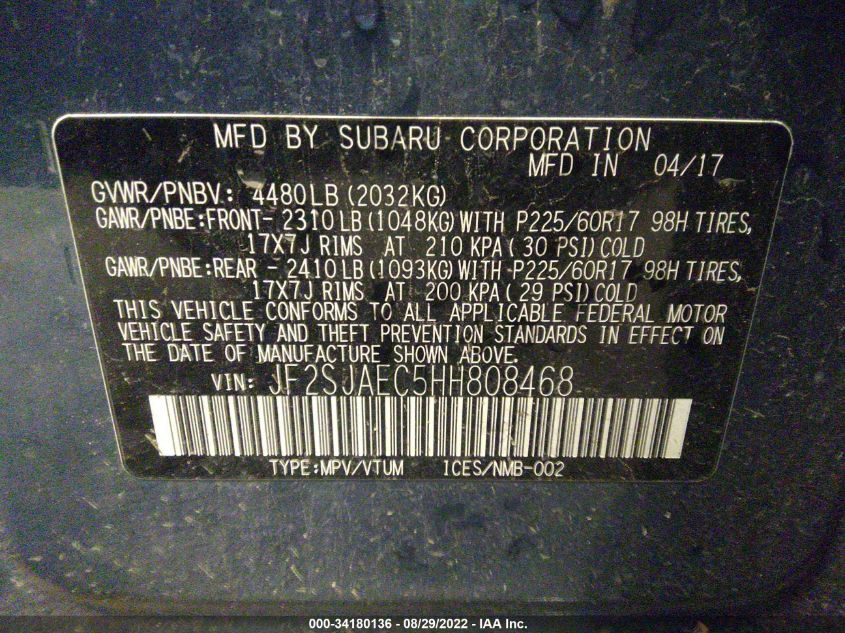 MFD BY SUBARU CORPORATION
MFD IN 04/17
GVWR/PNBV: 4480LB (2032KG)
GAWR/PNBE:FRONT- 2310LB (1048KG) WITH P225/60R17 98H TIRES,
17X7J RIMS AT 210 KPA (30 PSI) COLD
GAWR/PNBE:REAR - 2410LB (1093KG) WITH P225/60R17 98H TIRES,
17X7J RIMS AT 200 KPA (29 PSI) COLD
THIS VEHICLE CONFORMS TO ALL APPLICABLE FEDERAL MOTOR
VEHICLE SAFETY AND THEFT PREVENTION STANDARDS IN EFFECT ON
THE DATE OF MANUFACTURE SHOWN ABOVE.
VIN: JF2SJAEC5HH808468
TYPE:MPV/VTUM ICES/NMB-002
000-34180136 - 08/29/2022 - IAA Inc.